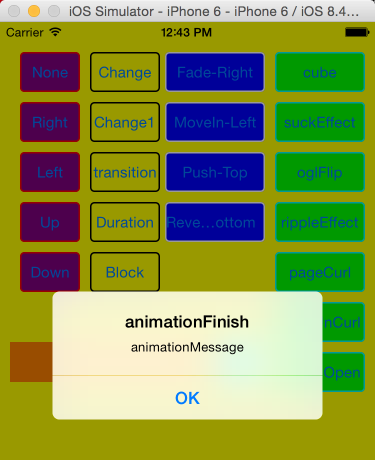 iOS Simulator - iPhone 6 - iPhone 6 / iOS 8.4...
Carrier 12:43 PM
None Change Fade-Right cube
Right Change1 MoveIn-Left suckEffect
Left transition Push-Top oglFlip
Up Duration Reve...ottom rippleEffect
Down Block pageCurl
nCurl
Open
animationFinish
animationMessage
OK